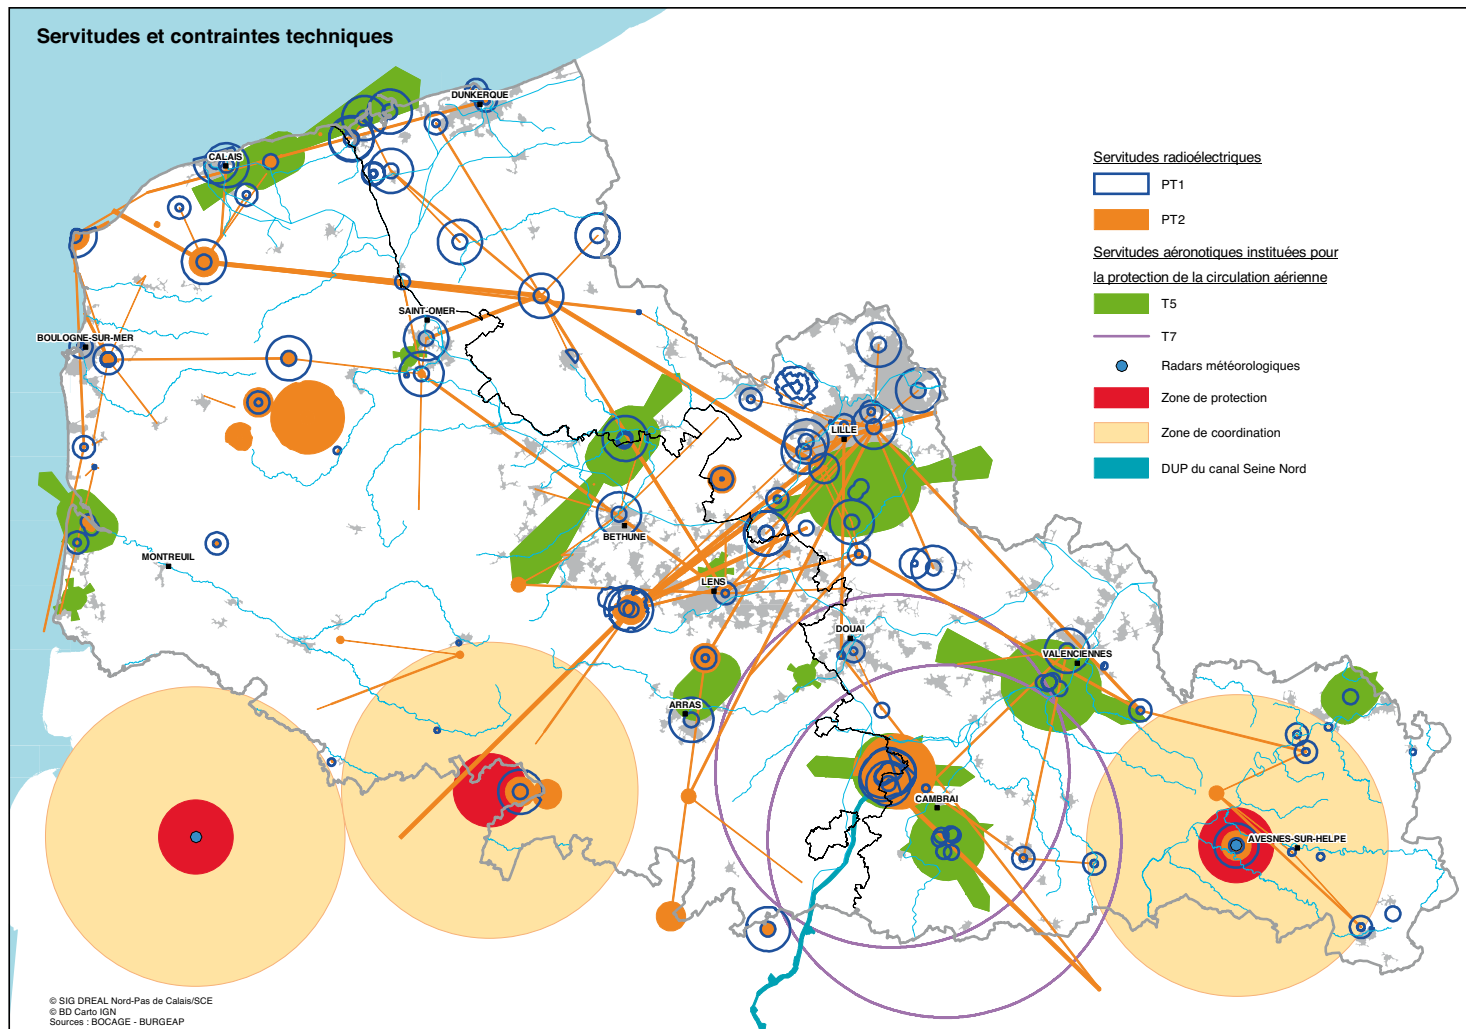 Servitudes et contraintes techniques
DUNKERQUE
CALAIS
Servitudes radioélectriques
PT1
PT2
Servitudes aéronotiques instituées pour
la protection de la circulation aérienne
T5
T7
Radars météorologiques
Zone de protection
Zone de coordination
DUP du canal Seine Nord
SAINT-OMER
BOULOGNE-SUR-MER
LILLE
BETHUNE
MONTREUIL
LENS
DOUAI
VALENCIENNES
ARRAS
CAMBRAI
AVESNES-SUR-HELPE
© SIG DREAL Nord-Pas de Calais/SCE
© BD Carto IGN
Sources : BOCAGE - BURGEAP